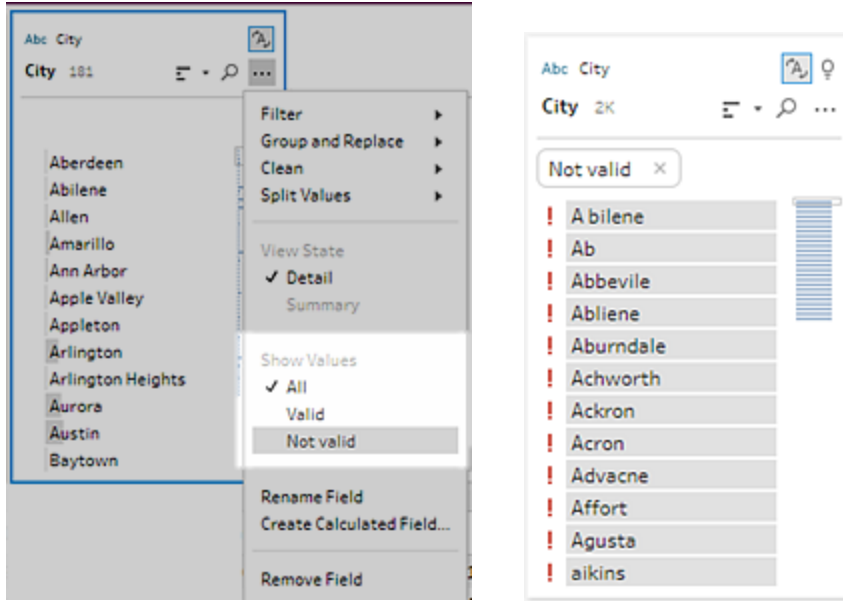 Abc City
City 181
Aberdeen
Abilene
Allen
Amarillo
Ann Arbor
Apple Valley
Appleton
Arlington
Arlington Heights
Aurora
Austin
Baytown
Filter
Group and Replace
Clean
Split Values
View State
✓ Detail
Summary
Show Values
✓ All
Valid
Not valid
Rename Field
Create Calculated Field...
Remove Field
Abc City
City 2K
Not valid ×
! A bilene
! Ab
! Abbevile
! Abliene
! Aburndale
! Achworth
! Ackron
! Acron
! Advacne
! Affort
! Agusta
! aikins